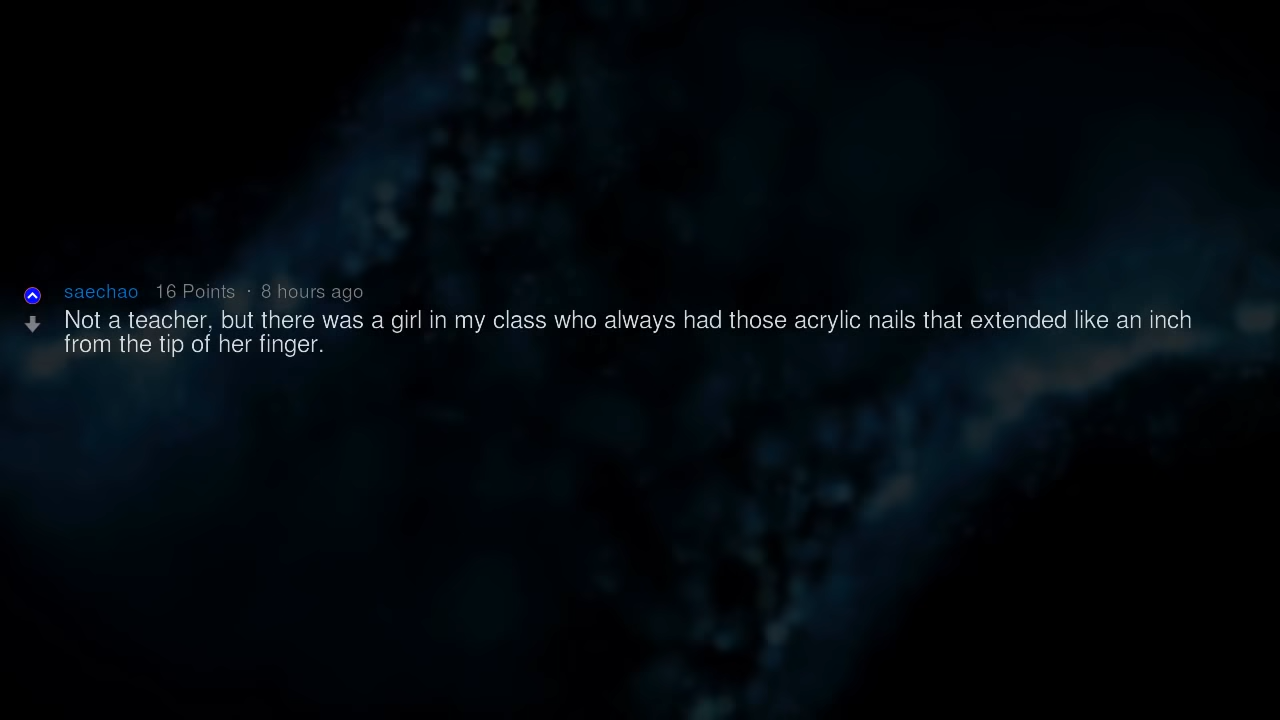 saechao 16 Points · 8 hours ago
Not a teacher, but there was a girl in my class who always had those acrylic nails that extended like an inch
from the tip of her finger.